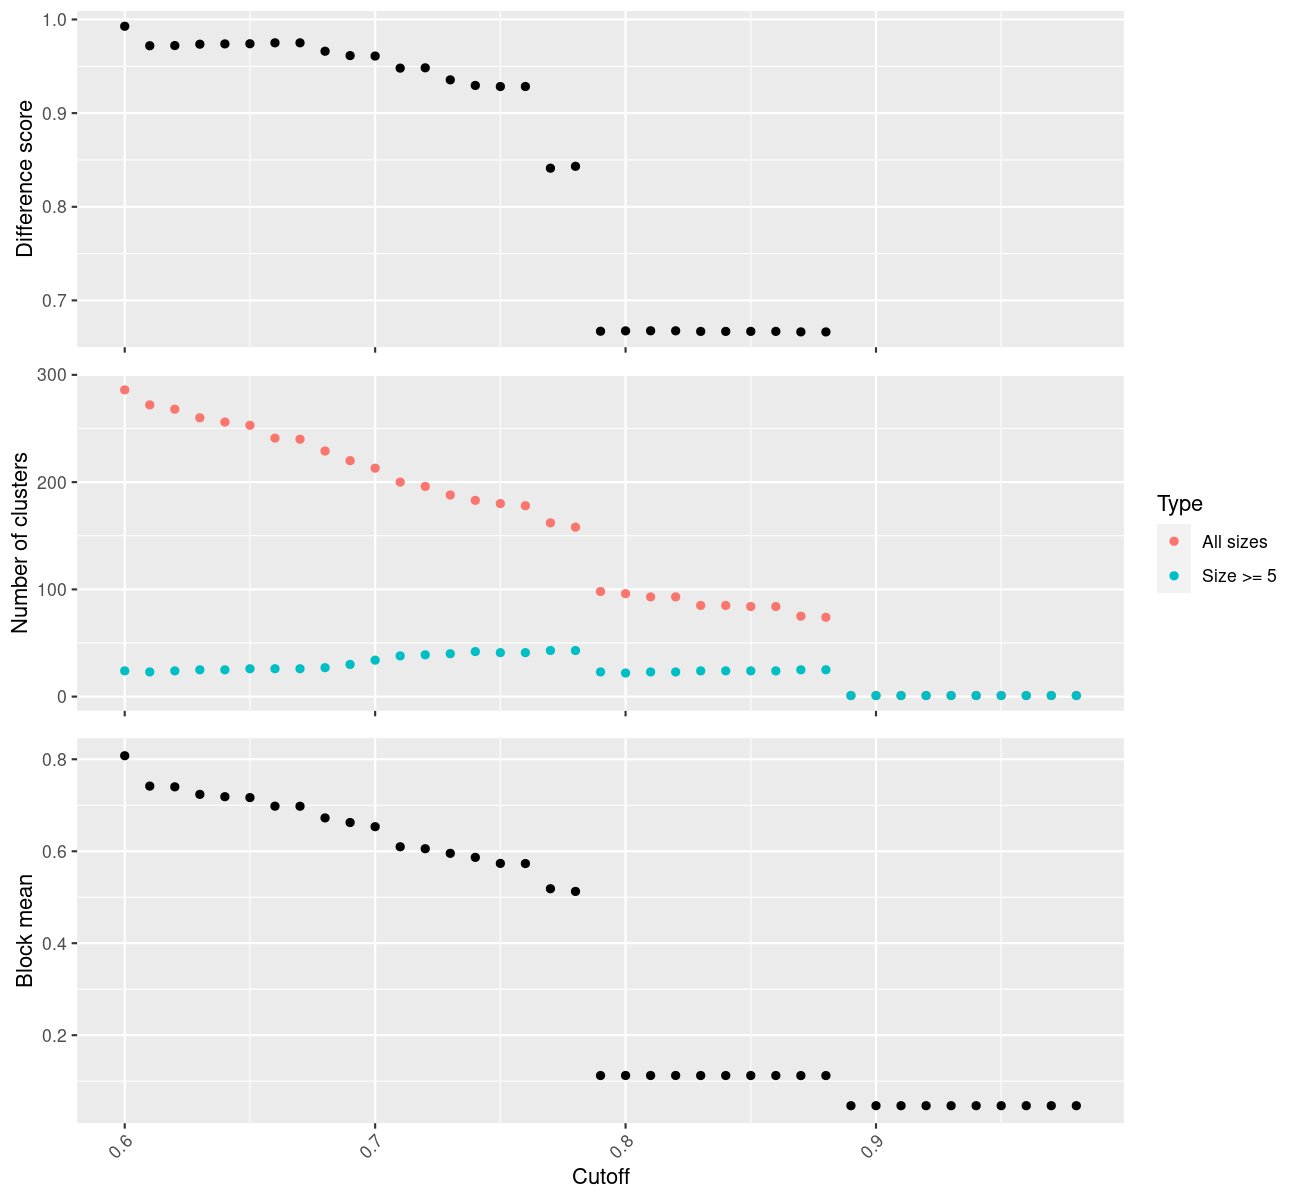 1.0
0.9
0.8
0.7
Difference score
300
200
100
0
Number of clusters
Type
All sizes
Size >= 5
0.8
0.6
0.4
0.2
Block mean
0.6
0.7
0.8
0.9
Cutoff